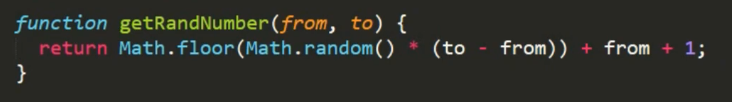 function getRandNumber(from, to) {
  return Math.floor(Math.random() * (to - from)) + from + 1;
}